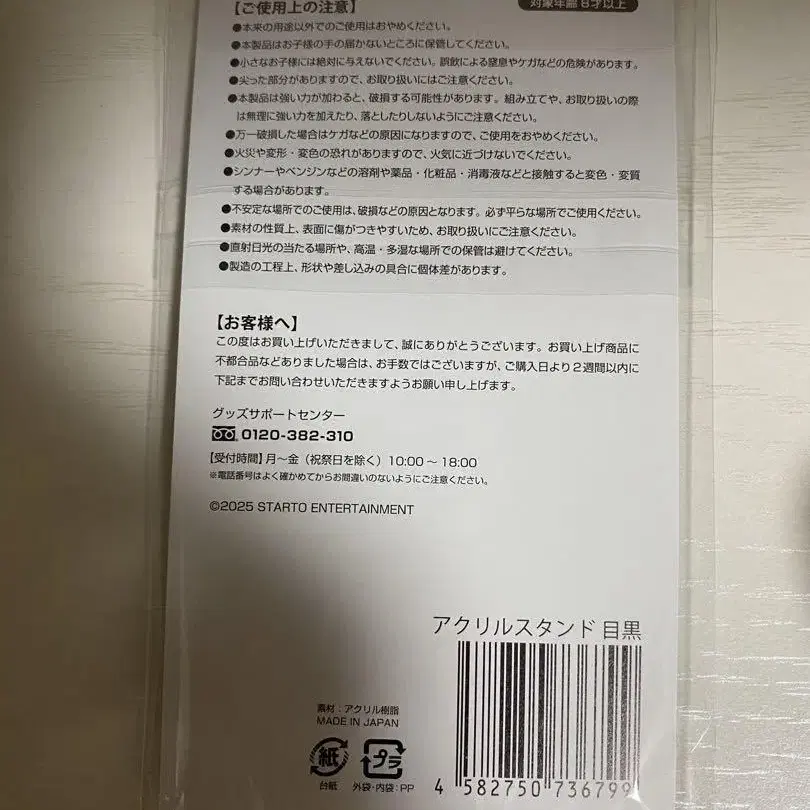 【ご使用上の注意】
対象年齢 8才以上
●本来の用途以外でのご使用はおやめください。
●本製品はお子様の手の届かないところに保管してください。
●小さなお子様には絶対に与えないでください。誤飲による窒息やケガなどの危険があります。
●尖った部分がありますので、お取り扱いにはご注意ください。
●本製品は強い力が加わると、破損する可能性があります。組み立てや、お取り扱いの際
は無理に強い力を加えたり、落としたりしないようにご注意ください。
●万一破損した場合はケガなどの原因になりますので、ご使用をおやめください。
●火災や変形・変色の恐れがありますので、火気に近づけないでください。
●シンナーやベンジンなどの溶剤や薬品・化粧品・消毒液などと接触すると変色・変質
する場合があります。
●不安定な場所でのご使用は、破損などの原因となります。必ず平らな場所でご使用ください。
●素材の性質上、表面に傷がつきやすいため、お取り扱いにご注意ください。
●直射日光の当たる場所や、高温・多湿な場所での保管は避けてください。
●製造の工程上、形状や差し込みの具合に個体差があります。
【お客様へ】
この度はお買い上げいただきまして、誠にありがとうございます。お買い上げ商品に
不都合品などありました場合は、お手数ではございますが、ご購入日より2週間以内に
下記までお問い合わせいただきますようお願い申し上げます。
グッズサポートセンター
0120-382-310
【受付時間】月～金（祝祭日を除く）10:00～18:00
※電話番号はよく確かめてからお間違いのないようにご注意ください。
©2025 STARTO ENTERTAINMENT
アクリルスタンド 目黒
素材：アクリル樹脂
MADE IN JAPAN
紙
プラ
台紙
外袋・内袋：PP
4 582750 736799